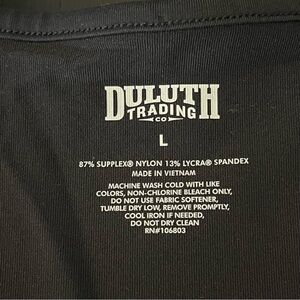 DULUTH
TRADING
CO
L
87% SUPLEX® NYLON 13% LYCRA® SPANDEX
MADE IN VIETNAM
MACHINE WASH COLD WITH LIKE
COLORS, NON-CHLORINE BLEACH ONLY,
DO NOT USE FABRIC SOFTENER,
TUMBLE DRY LOW, REMOVE PROMPTLY,
COOL IRON IF NEEDED,
DO NOT DRY CLEAN
RN#106803